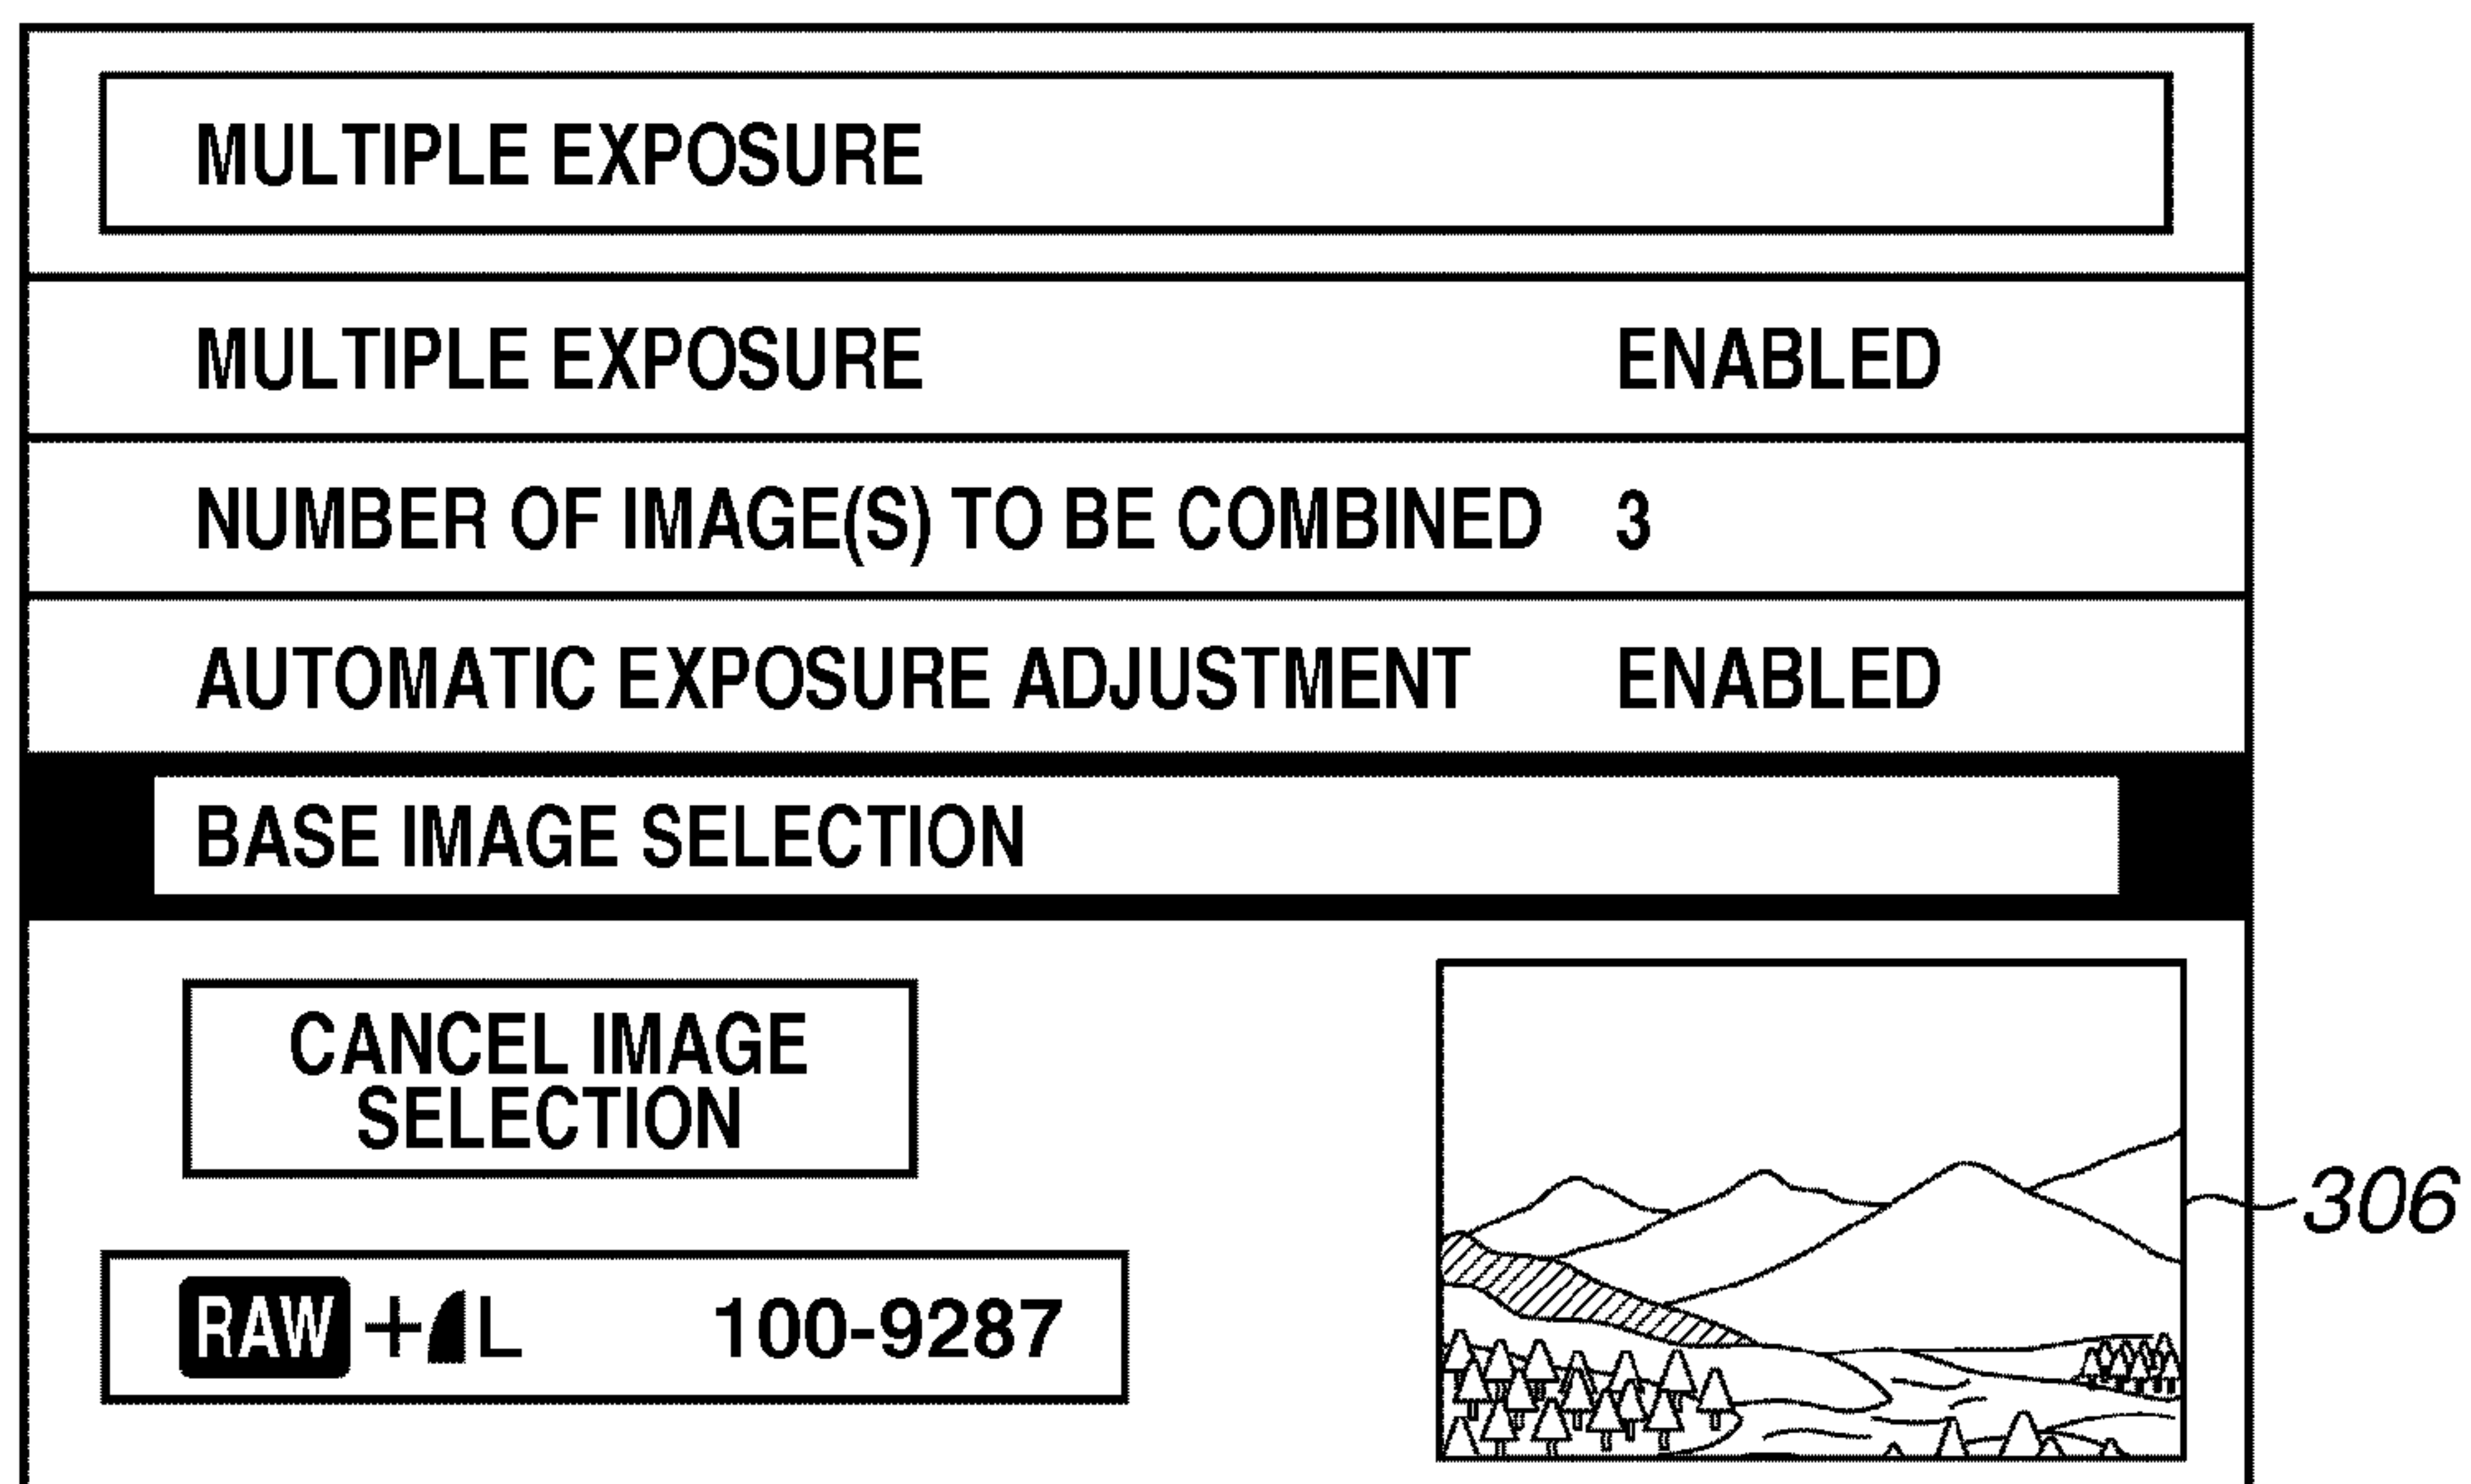 MULTIPLE EXPOSURE
MULTIPLE EXPOSURE ENABLED
NUMBER OF IMAGE(S) TO BE COMBINED 3
AUTOMATIC EXPOSURE ADJUSTMENT ENABLED
BASE IMAGE SELECTION
CANCEL IMAGE
SELECTION
306
RAW + L 100-9287